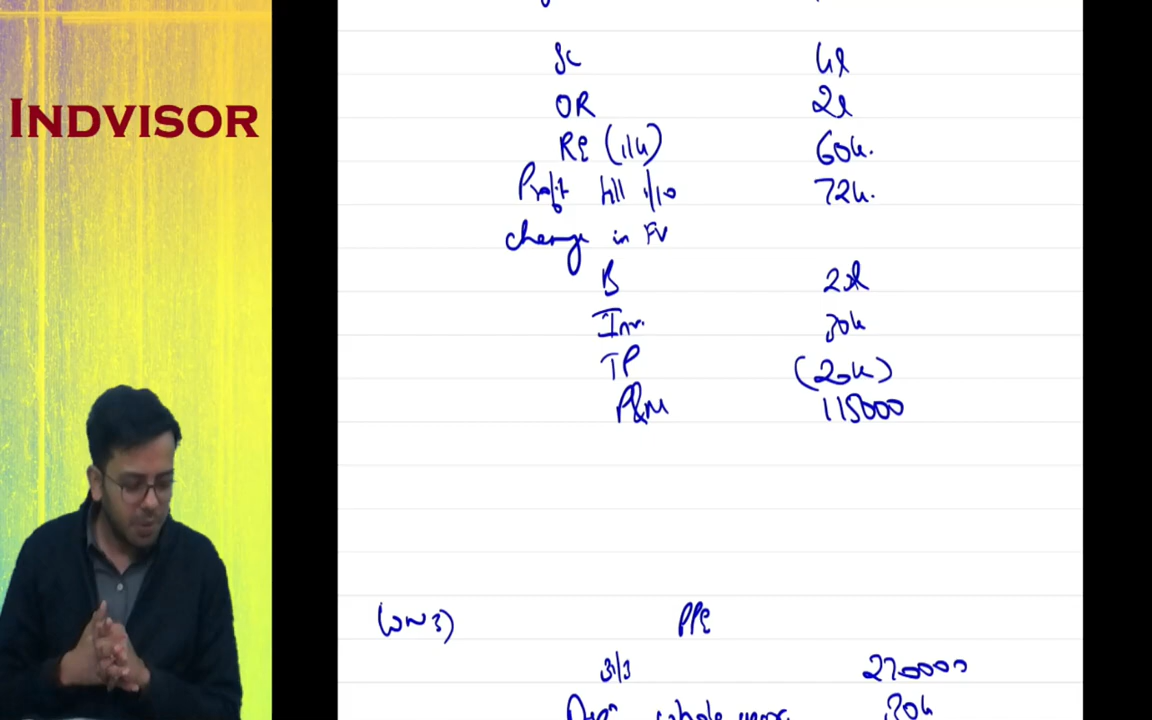 INDVISOR
SC 4l
OR 2l
RE (1/4) 60k.
Profit till 1/10 72k.
change in FV
B 2l
Inv. 30k
TP (20k)
P&M 115000
(WN 3) PPE
31/3 270000
30k